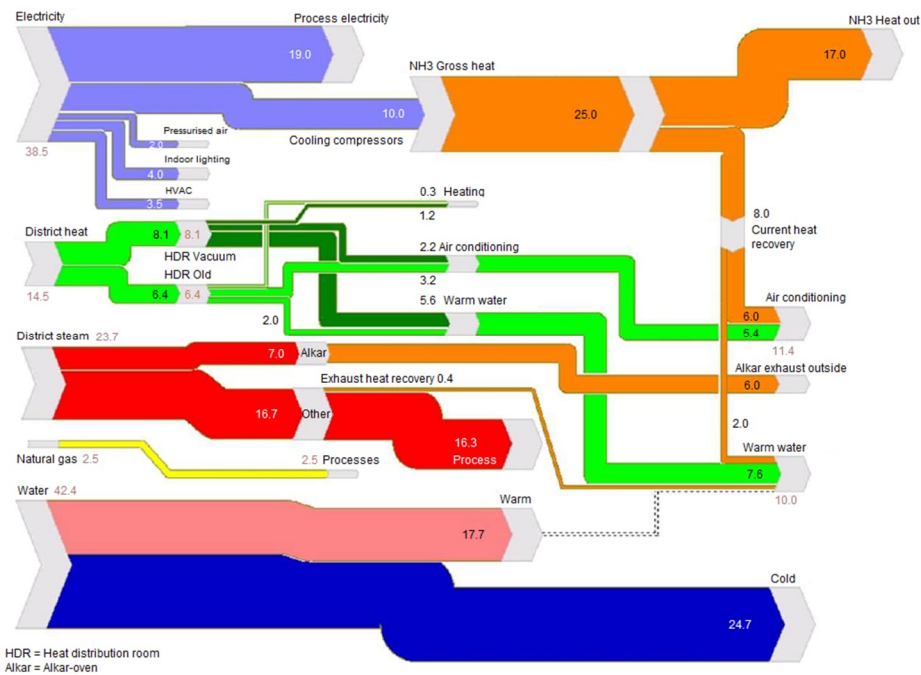 Electricity
Process electricity
NH3 Heat out
19.0
17.0
NH3 Gross heat
10.0
25.0
Cooling compressors
38.5
Pressurised air
2.0
Indoor lighting
4.0
HVAC
3.5
0.3 Heating
1.2
8.0
Current heat
recovery
District heat
8.1
8.1
HDR Vacuum
HDR Old
14.5
6.4
6.4
2.2 Air conditioning
3.2
5.6 Warm water
2.0
Air conditioning
6.0
5.4
11.4
District steam 23.7
7.0
Alkar
Alkar exhaust outside
6.0
Exhaust heat recovery 0.4
16.7
Other
16.3
Process
2.0
Warm water
7.6
10.0
Natural gas 2.5
2.5 Processes
Water 42.4
Warm
17.7
Cold
24.7
HDR = Heat distribution room
Alkar = Alkar-oven